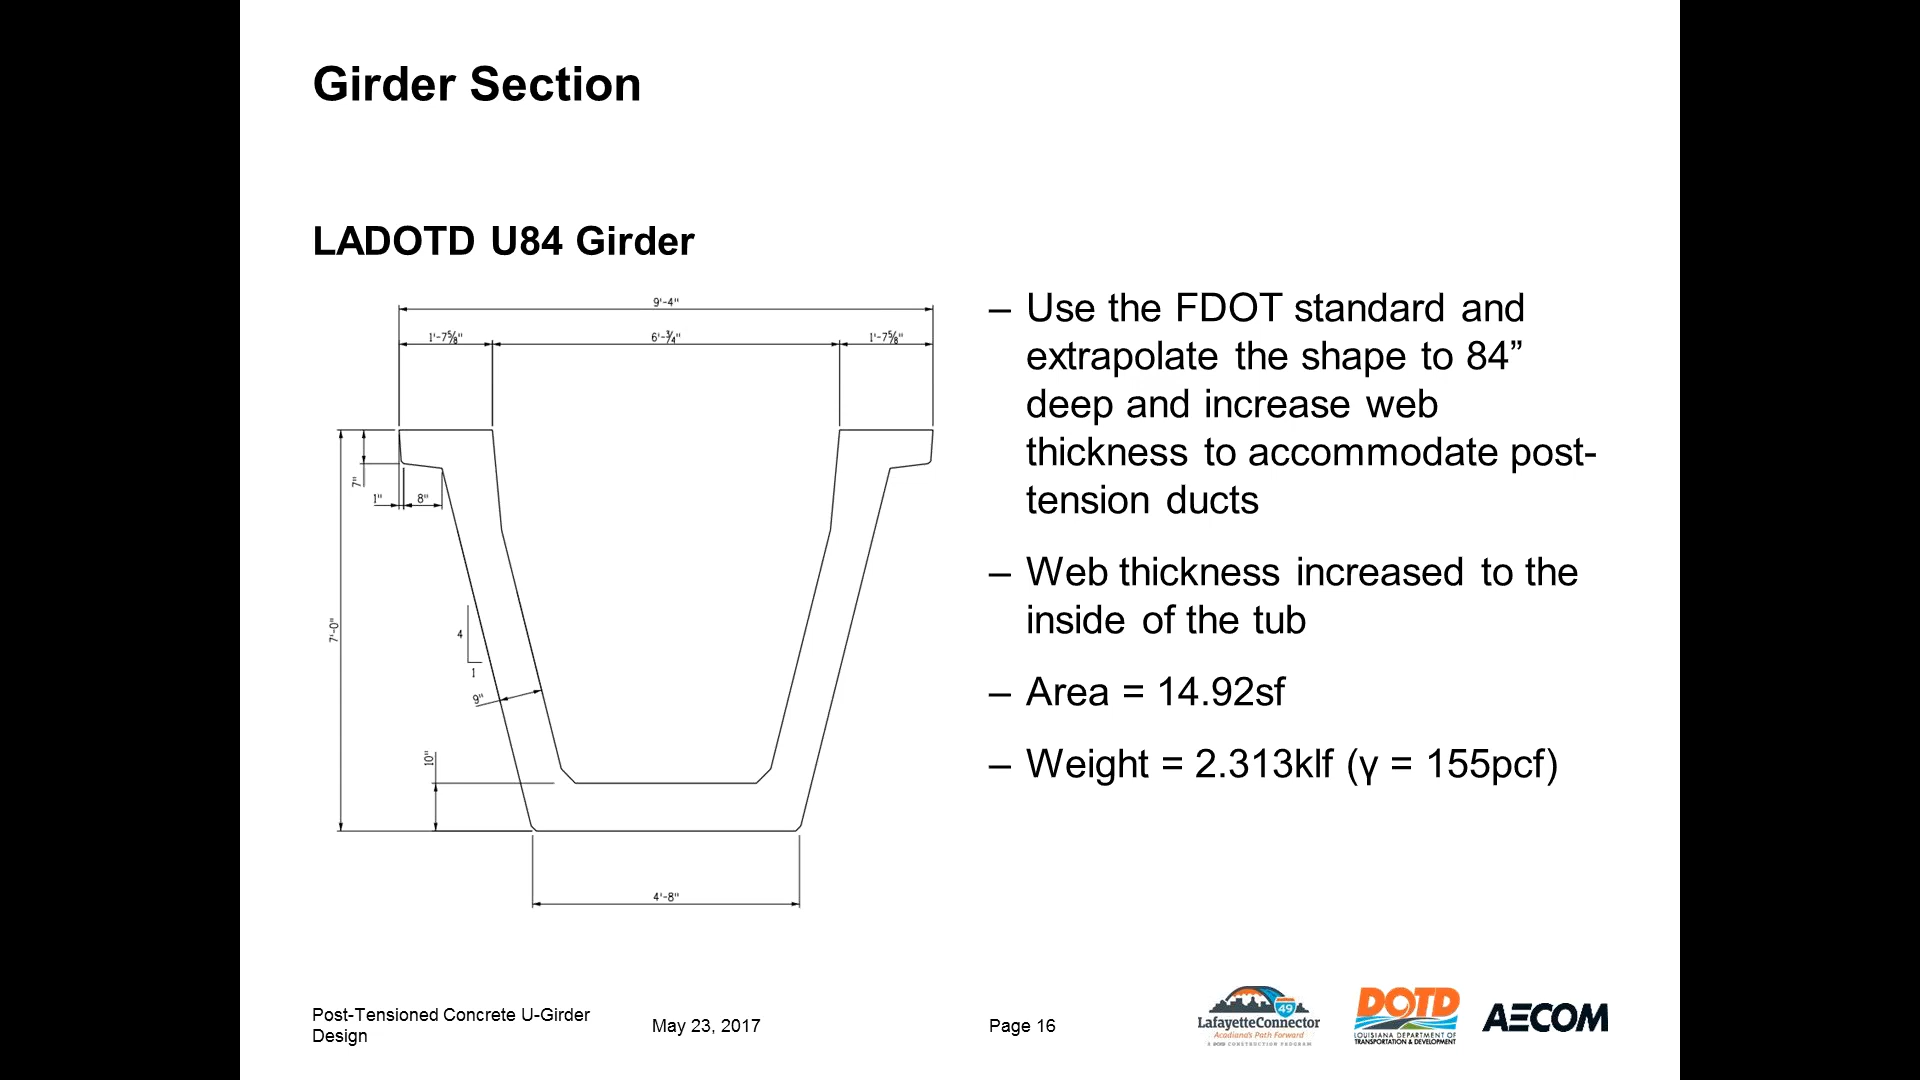 Girder Section
LADOTD U84 Girder
9'-4"
1'-7⅝"
6'-¾"
1'-7⅝"
7"
1"
8"
7'-0"
4
1
9"
10"
4'-8"
– Use the FDOT standard and
extrapolate the shape to 84”
deep and increase web
thickness to accommodate post-
tension ducts
– Web thickness increased to the
inside of the tub
– Area = 14.92sf
– Weight = 2.313klf (γ = 155pcf)
Post-Tensioned Concrete U-Girder
Design
May 23, 2017
Page 16
49
LafayetteConnector
Acadiana's Path Forward
A DOTD CONSTRUCTION PROGRAM
DOTD
LOUISIANA DEPARTMENT OF
TRANSPORTATION & DEVELOPMENT
AECOM